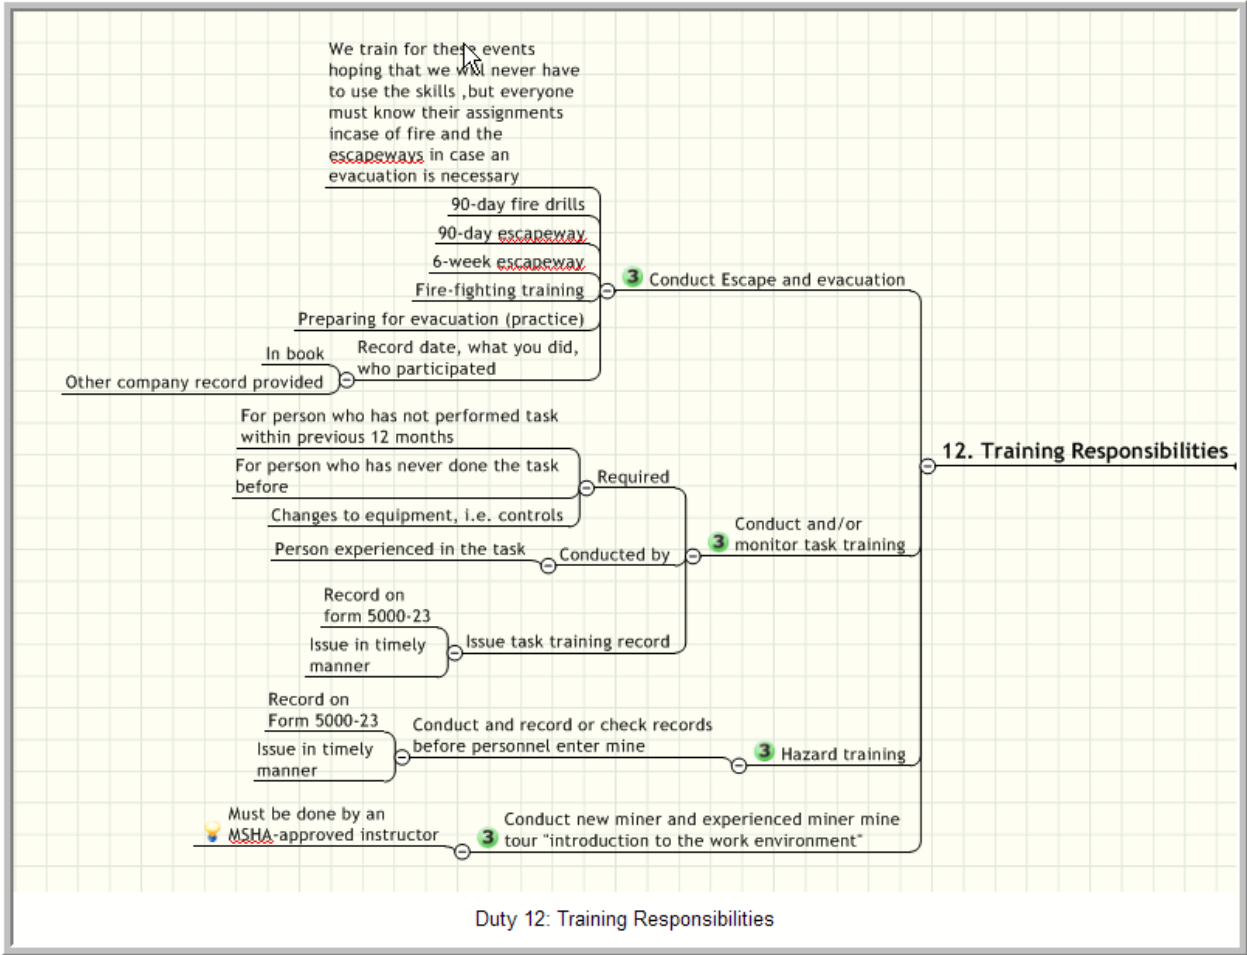 We train for these events
hoping that we will never have
to use the skills ,but everyone
must know their assignments
incase of fire and the
escapeways in case an
evacuation is necessary
90-day fire drills
90-day escapeway
6-week escapeway
Fire-fighting training
Preparing for evacuation (practice)
Record date, what you did,
who participated
In book
Other company record provided
3 Conduct Escape and evacuation
For person who has not performed task
within previous 12 months
For person who has never done the task
before
Changes to equipment, i.e. controls
Required
Person experienced in the task
Conducted by
Record on
form 5000-23
Issue in timely
manner
Issue task training record
3 Conduct and/or
monitor task training
12. Training Responsibilities
Record on
Form 5000-23
Issue in timely
manner
Conduct and record or check records
before personnel enter mine
3 Hazard training
Must be done by an
MSHA-approved instructor
3 Conduct new miner and experienced miner mine
tour "introduction to the work environment"
Duty 12: Training Responsibilities